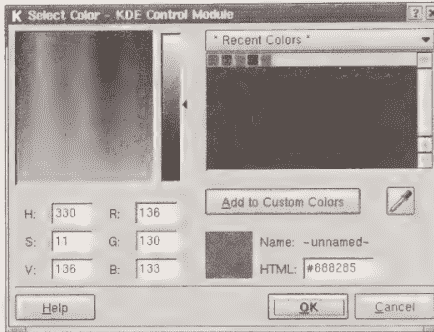 K Select Color - KDE Control Module ?
* Recent Colors *
Add to Custom Colors
H: 330 R: 136
S: 11 G: 130
V: 136 B: 133
Name: -unnamed-
HTML: #888285
Help OK Cancel